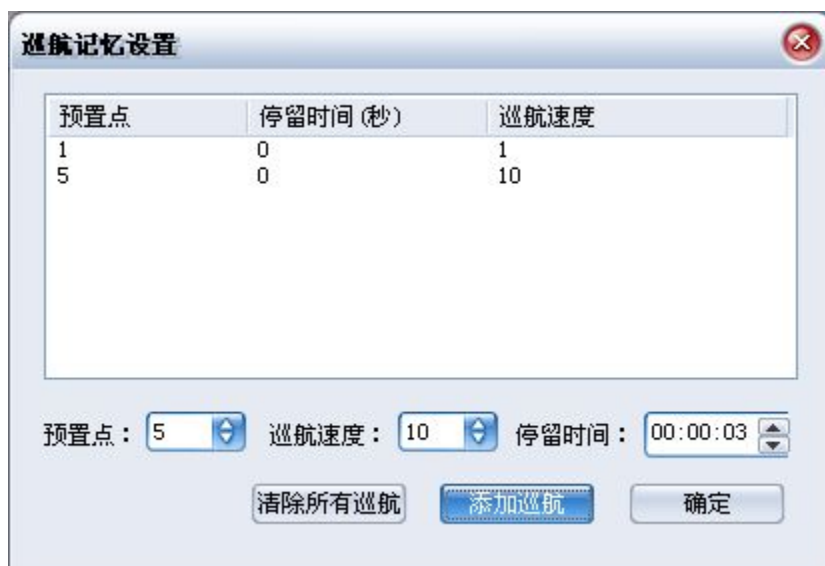 巡航记忆设置
预置点 停留时间(秒) 巡航速度
1 0 1
5 0 10
预置点： 5 巡航速度： 10 停留时间： 00:00:03
清除所有巡航 添加巡航 确定